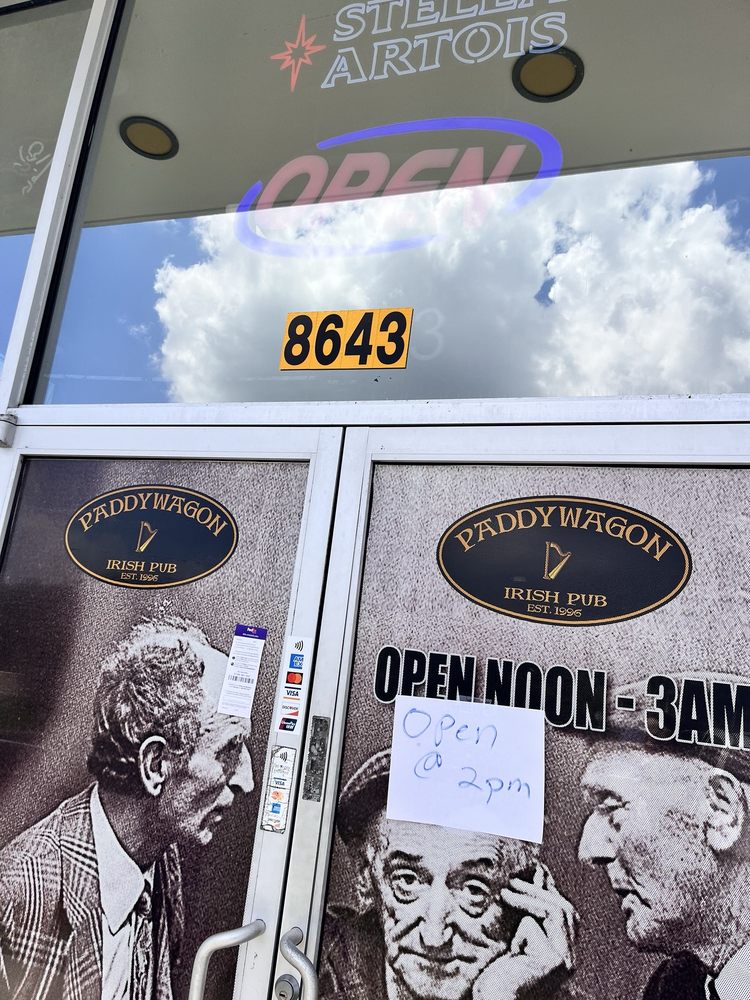 STELLA
ARTOIS
OPEN
8643
PADDYWAGON
IRISH PUB
EST. 1996
PADDYWAGON
IRISH PUB
EST. 1996
FedEx
VISA
DISCOVER
VISA
OPEN NOON - 3AM
Open
@ 2pm